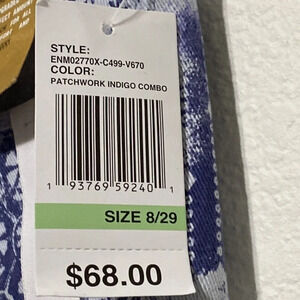 STYLE:
ENM02770X-C499-V670
COLOR:
PATCHWORK INDIGO COMBO
1 93769 59240 1
SIZE 8/29
$68.00